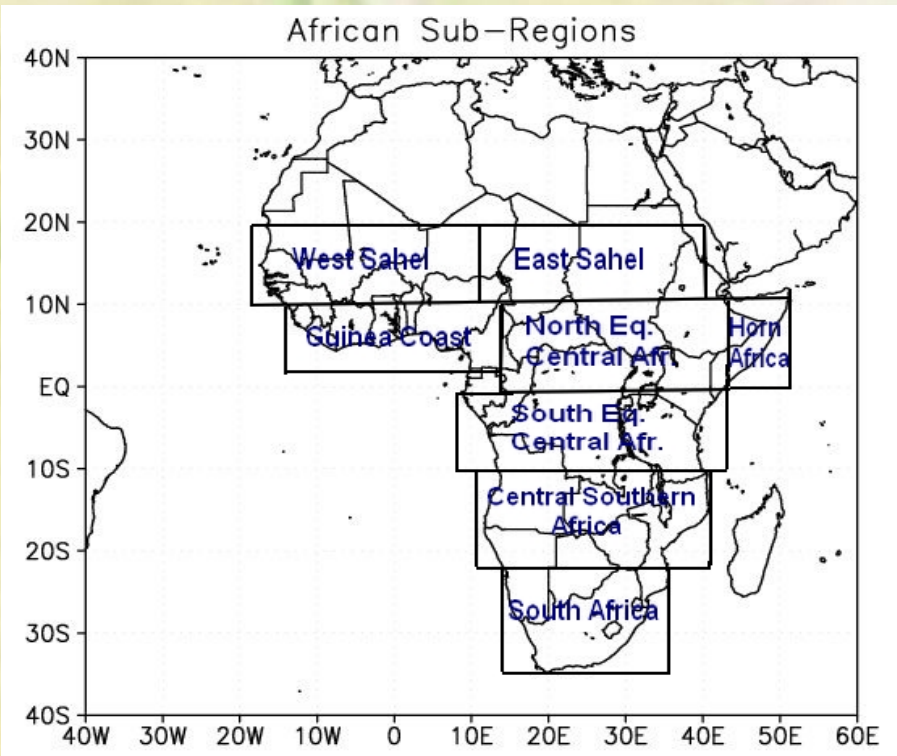 African Sub-Regions
40N
30N
20N
10N
EQ
10S
20S
30S
40S
West Sahel
East Sahel
Guinea Coast
North Eq.
Central Afr.
Horn
Africa
South Eq.
Central Afr.
Central Southern
Africa
South Africa
40W 30W 20W 10W 0 10E 20E 30E 40E 50E 60E